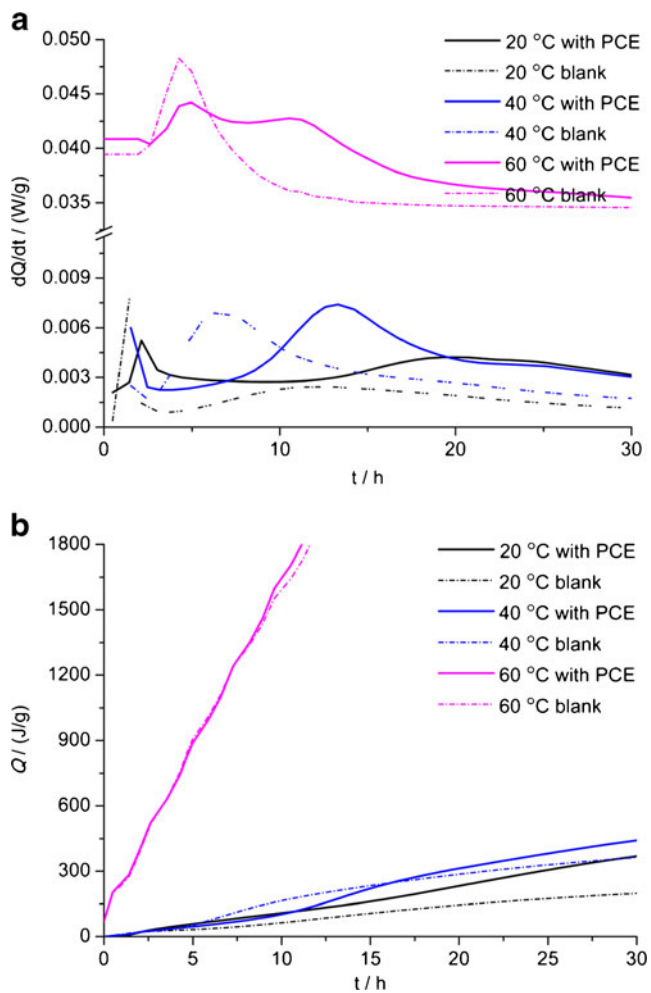 a
0.050
0.045
0.040
0.035
0.009
0.006
0.003
0.000
dQ/dt / (W/g)
20 °C with PCE
20 °C blank
40 °C with PCE
40 °C blank
60 °C with PCE
60 °C blank
0 10 20 30
t / h
b
1800
1500
1200
900
600
300
0
Q / (J/g)
20 °C with PCE
20 °C blank
40 °C with PCE
40 °C blank
60 °C with PCE
60 °C blank
0 5 10 15 20 25 30
t / h